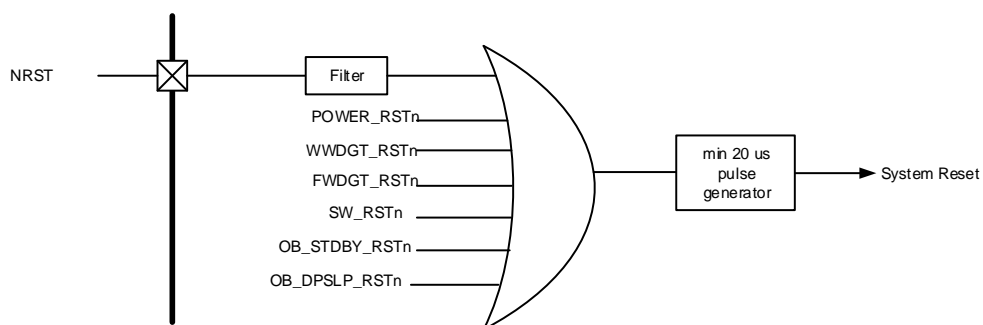 NRST
Filter
POWER_RSTn
WWDGT_RSTn
FWDGT_RSTn
SW_RSTn
OB_STDBY_RSTn
OB_DPSLP_RSTn
min 20 us
pulse
generator
System Reset